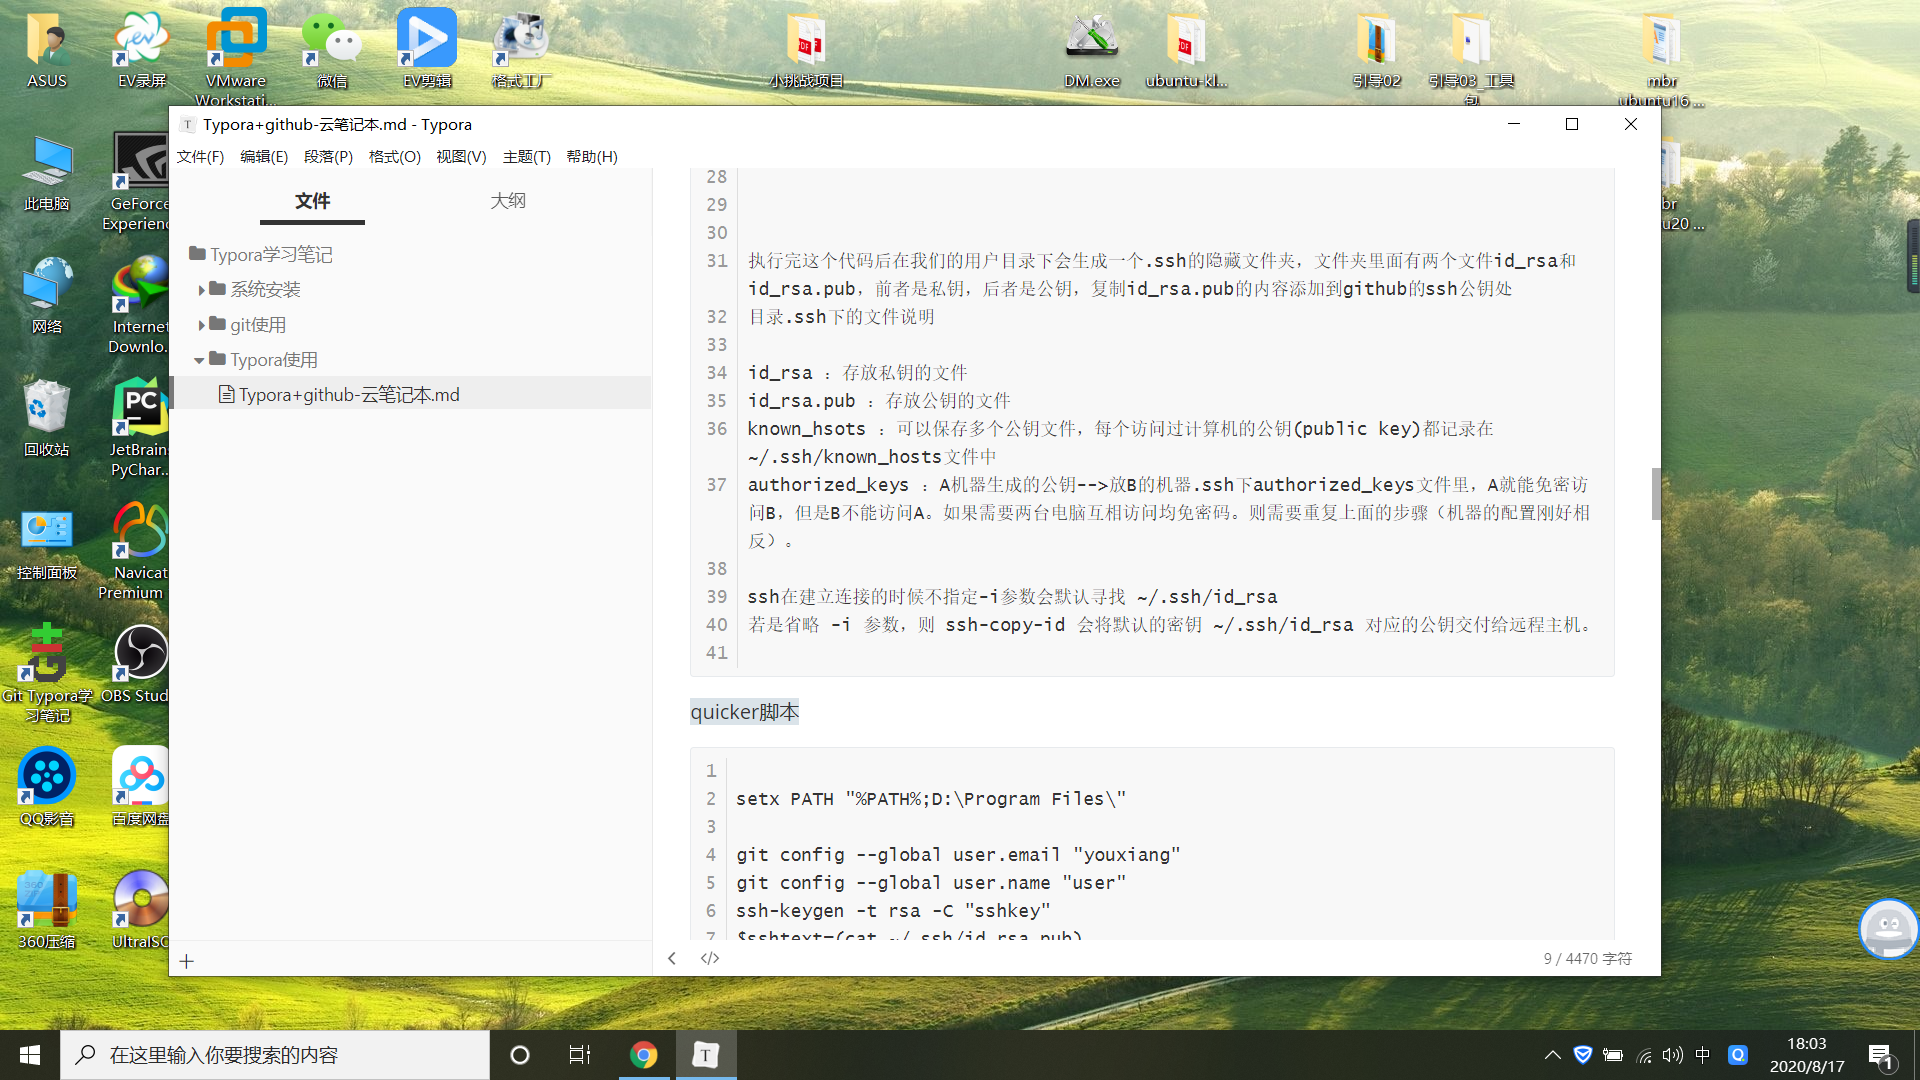 ASUS
EV录屏
VMware
Workstati...
微信
EV剪辑
格式工厂
小挑战项目
DM.exe
ubuntu-kl...
引导02
引导03_工具
包
mbr
ubuntu16 ...
此电脑
GeForce
Experienc
br
u20 ...
网络
Internet
Downlo.
回收站
JetBrain
PyChar..
控制面板
Navicat
Premium
Git Typora学
习笔记
OBS Stud
QQ影音
百度网盘
360压缩
UltraISO
Typora+github-云笔记本.md - Typora
文件(F) 编辑(E) 段落(P) 格式(O) 视图(V) 主题(T) 帮助(H)
文件
大纲
Typora学习笔记
系统安装
git使用
Typora使用
Typora+github-云笔记本.md
28
29
30
31 执行完这个代码后在我们的用户目录下会生成一个.ssh的隐藏文件夹，文件夹里面有两个文件id_rsa和
id_rsa.pub，前者是私钥，后者是公钥，复制id_rsa.pub的内容添加到github的ssh公钥处
32 目录.ssh下的文件说明
33
34 id_rsa ：存放私钥的文件
35 id_rsa.pub ：存放公钥的文件
36 known_hsots ：可以保存多个公钥文件，每个访问过计算机的公钥(public key)都记录在
~/.ssh/known_hosts文件中
37 authorized_keys ：A机器生成的公钥-->放B的机器.ssh下authorized_keys文件里，A就能免密访
问B，但是B不能访问A。如果需要两台电脑互相访问均免密码。则需要重复上面的步骤（机器的配置刚好相
反）。
38
39 ssh在建立连接的时候不指定-i参数会默认寻找 ~/.ssh/id_rsa
40 若是省略 -i 参数，则 ssh-copy-id 会将默认的密钥 ~/.ssh/id_rsa 对应的公钥交付给远程主机。
41
quicker脚本
1
2 setx PATH "%PATH%;D:\Program Files\"
3
4 git config --global user.email "youxiang"
5 git config --global user.name "user"
6 ssh-keygen -t rsa -C "sshkey"
7 $sshtext=(cat ~/.ssh/id_rsa.pub)
9 / 4470 字符
在这里输入你要搜索的内容
中
18:03
2020/8/17
1